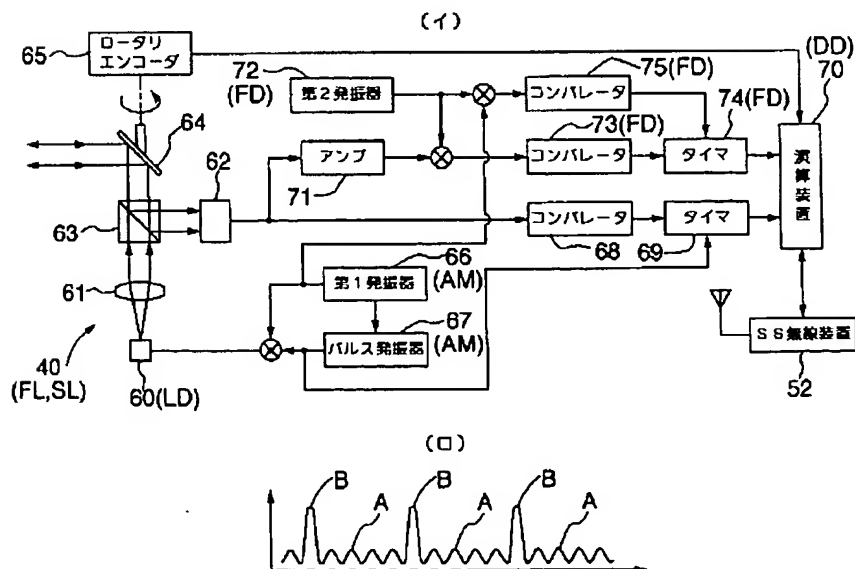 (イ)
65
ロータリ
エンコーダ
72
(FD)
第2発振器
75(FD)
コンパレータ
(DD)
70
74(FD)
64
73(FD)
アンプ
71
コンパレータ
タイマ
演算装置
62
63
コンパレータ
68
タイマ
69
66
(AM)
第1発振器
61
67
(AM)
パルス発振器
40
(FL,SL)
60(LD)
SS無線装置
52
(ロ)
B
A
B
A
B
A